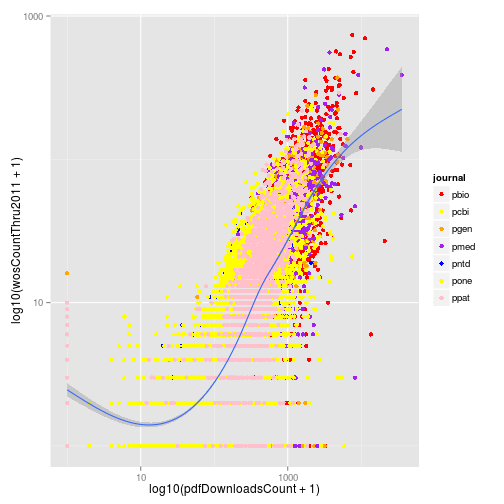 1000
10
log10(wosCountThru2011 + 1)
10
1000
log10(pdfDownloadsCount + 1)
journal
pbio
pcbi
pgen
pmed
pntd
pone
ppat